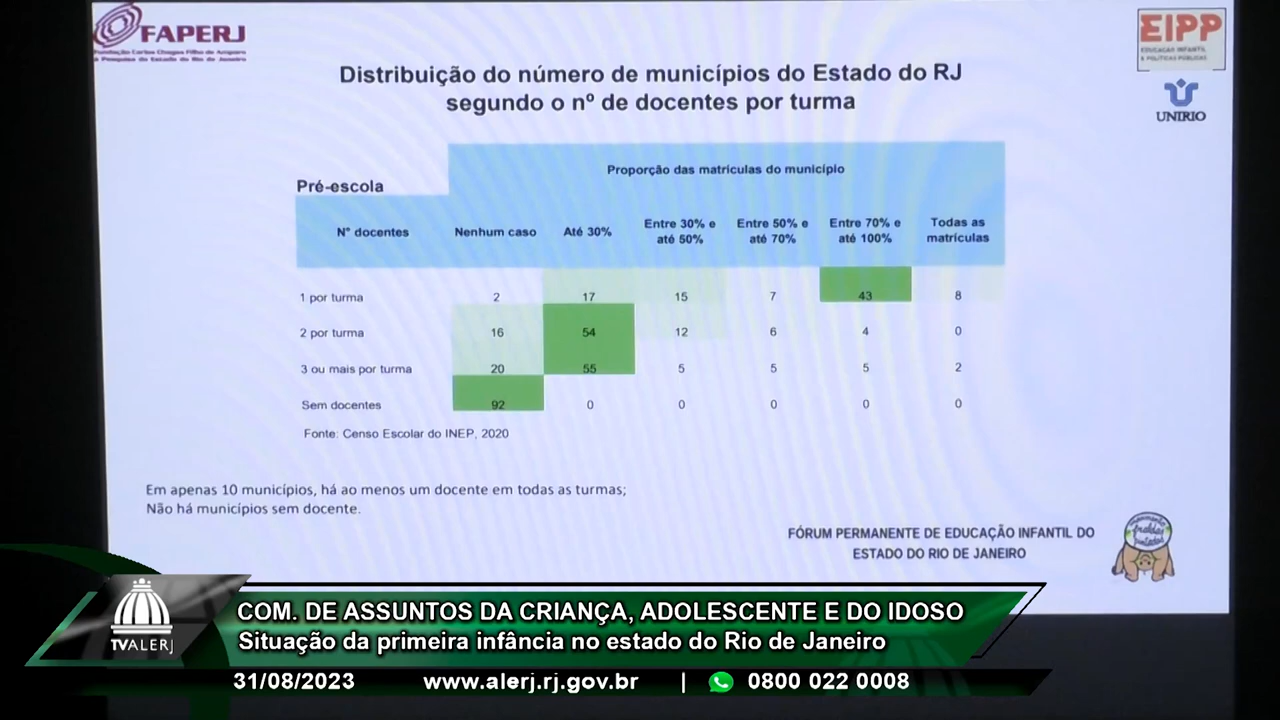 FAPERJ
Fundação Carlos Chagas Filho de Amparo
à Pesquisa do Estado do Rio de Janeiro
EIPP
EDUCAÇÃO INFANTIL
E POLÍTICAS PÚBLICAS
UNIRIO
Distribuição do número de municípios do Estado do RJ
segundo o nº de docentes por turma
Pré-escola
Proporção das matrículas do município
N° docentes Nenhum caso Até 30% Entre 30% e até 50% Entre 50% e até 70% Entre 70% e até 100% Todas as matrículas
1 por turma 2 17 15 7 43 8
2 por turma 16 54 12 6 4 0
3 ou mais por turma 20 55 5 5 5 2
Sem docentes 92 0 0 0 0 0
Fonte: Censo Escolar do INEP, 2020
Em apenas 10 municípios, há ao menos um docente em todas as turmas;
Não há municípios sem docente.
FÓRUM PERMANENTE DE EDUCAÇÃO INFANTIL DO
ESTADO DO RIO DE JANEIRO
fraldas
TVALERJ
COM. DE ASSUNTOS DA CRIANÇA, ADOLESCENTE E DO IDOSO
Situação da primeira infância no estado do Rio de Janeiro
31/08/2023 www.alerj.rj.gov.br | 0800 022 0008